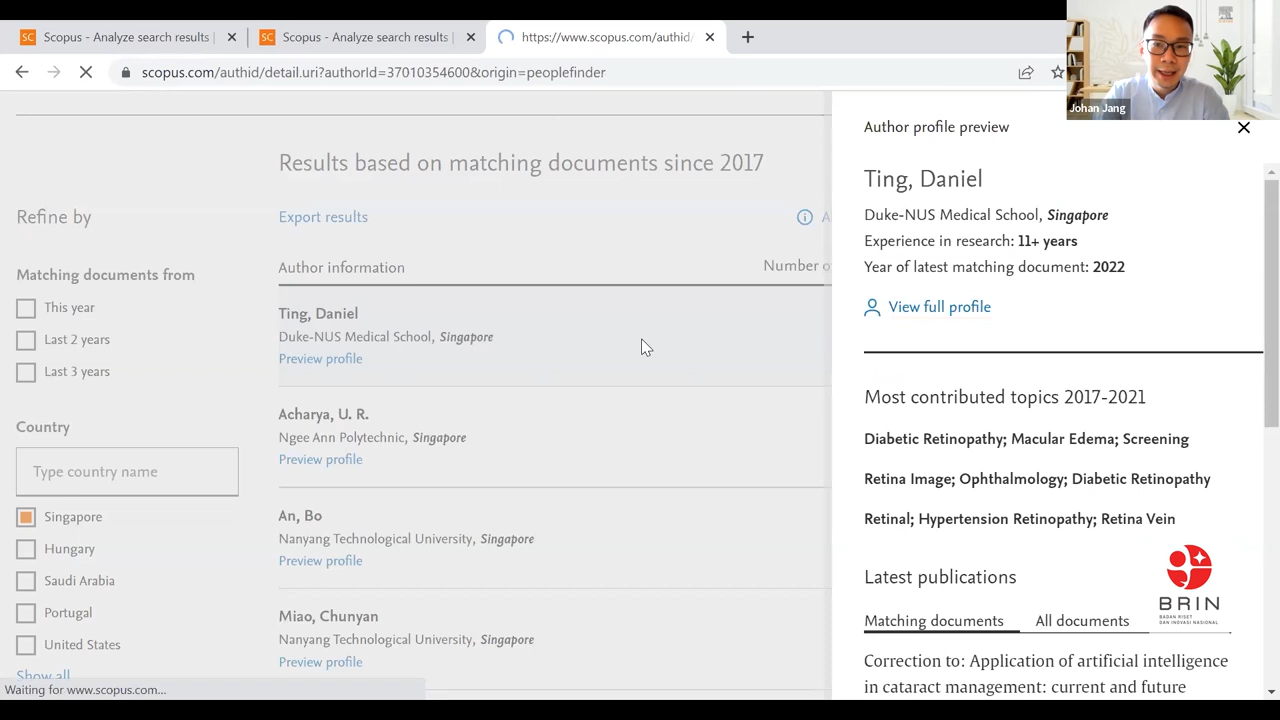 Scopus - Analyze search results
Scopus - Analyze search results
https://www.scopus.com/authid/
scopus.com/authid/detail.uri?authorId=37010354600&origin=peoplefinder
Johan Jang
Results based on matching documents since 2017
Refine by
Export results
Author information
Number o
Matching documents from
This year
Last 2 years
Last 3 years
Country
Type country name
Singapore
Hungary
Saudi Arabia
Portugal
United States
Show all
Ting, Daniel
Duke-NUS Medical School, Singapore
Preview profile
Acharya, U. R.
Ngee Ann Polytechnic, Singapore
Preview profile
An, Bo
Nanyang Technological University, Singapore
Preview profile
Miao, Chunyan
Nanyang Technological University, Singapore
Preview profile
Waiting for www.scopus.com...
Author profile preview
Ting, Daniel
Duke-NUS Medical School, Singapore
Experience in research: 11+ years
Year of latest matching document: 2022
View full profile
Most contributed topics 2017-2021
Diabetic Retinopathy; Macular Edema; Screening
Retina Image; Ophthalmology; Diabetic Retinopathy
Retinal; Hypertension Retinopathy; Retina Vein
Latest publications
BRIN
BADAN RISET
DAN INOVASI NASIONAL
Matching documents
All documents
Correction to: Application of artificial intelligence
in cataract management: current and future